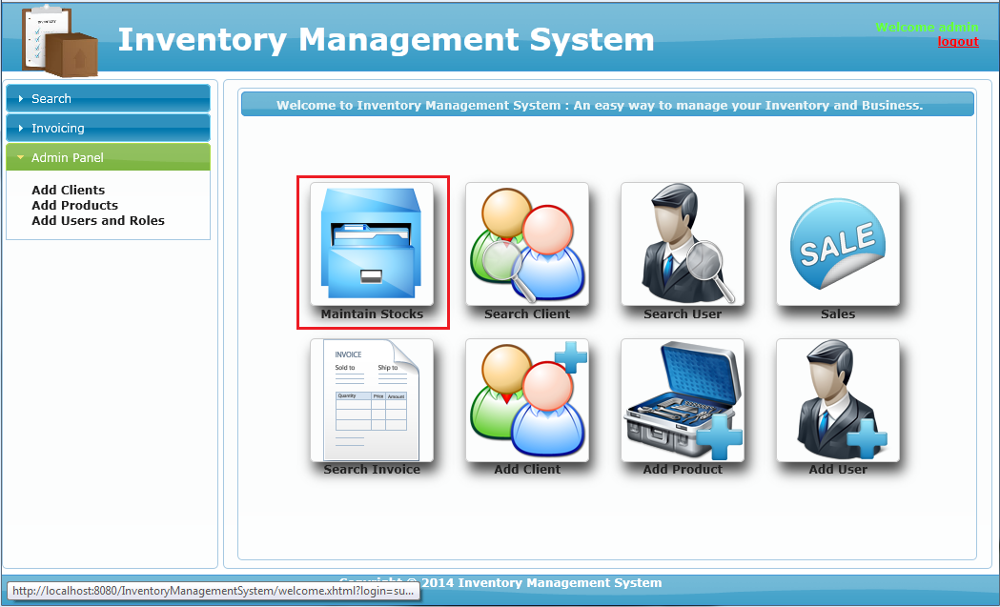 INVENTORY
Inventory Management System
Welcome admin
logout
Search
Invoicing
Admin Panel
Add Clients
Add Products
Add Users and Roles
Welcome to Inventory Management System : An easy way to manage your Inventory and Business.
SALE
Maintain Stocks
Search Client
Search User
Sales
INVOICE
Sold to Ship to
Quantity Price Amount
Search Invoice
Add Client
Add Product
Add User
Copyright © 2014 Inventory Management System
http://localhost:8080/InventoryManagementSystem/welcome.xhtml?login=su...